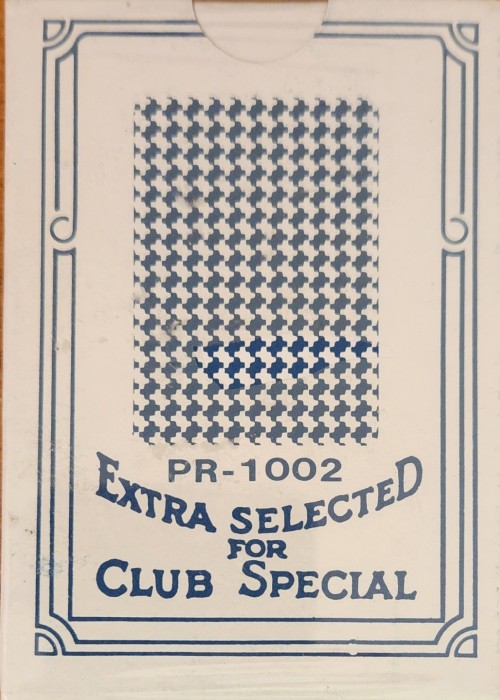 PR-1002
EXTRA SELECTED
FOR
CLUB SPECIAL